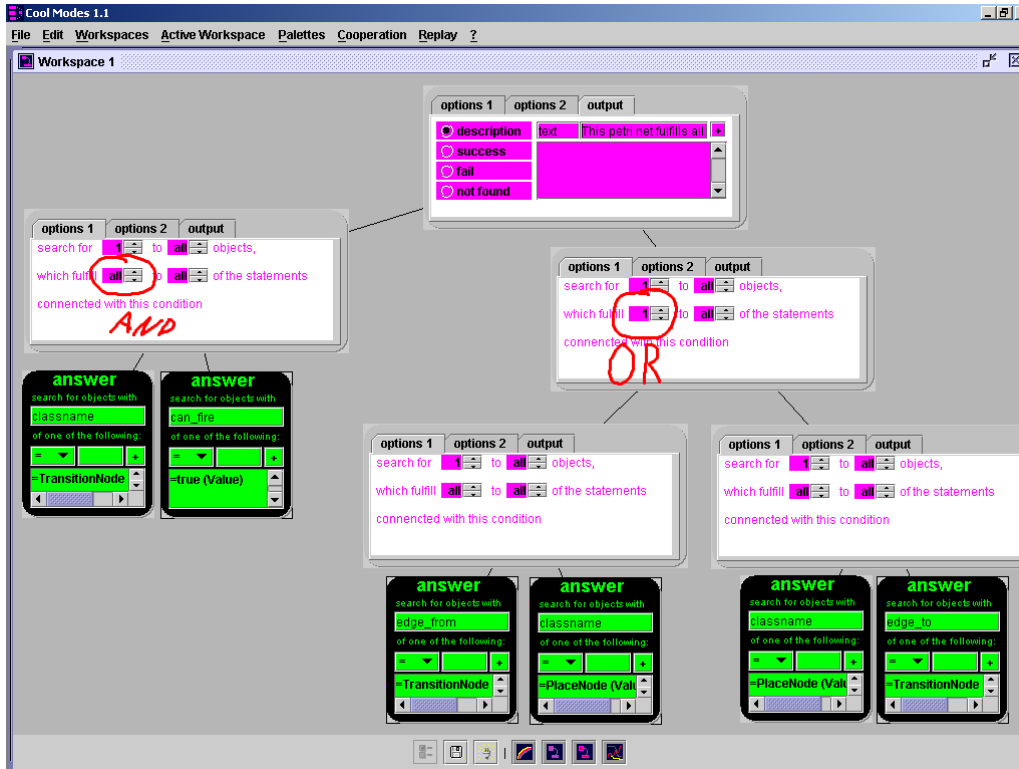 Cool Modes 1.1
File Edit Workspaces Active Workspace Palettes Cooperation Replay ?
Workspace 1
options 1 options 2 output
description text This petri net fulfills all +
success
fail
not found
options 1 options 2 output
search for 1 to all objects,
which fulfill all to all of the statements
connencted with this condition
AND
options 1 options 2 output
search for 1 to all objects,
which fulfill 1 to all of the statements
connencted with this condition
OR
answer
search for objects with
classname
of one of the following:
= +
=TransitionNode
answer
search for objects with
can_fire
of one of the following:
= +
=true (Value)
options 1 options 2 output
search for 1 to all objects,
which fulfill all to all of the statements
connencted with this condition
options 1 options 2 output
search for 1 to all objects,
which fulfill all to all of the statements
connencted with this condition
answer
search for objects with
edge_from
of one of the following:
= +
=TransitionNode
answer
search for objects with
classname
of one of the following:
= +
=PlaceNode (Valu
answer
search for objects with
classname
of one of the following:
= +
=PlaceNode (Valu
answer
search for objects with
edge_to
of one of the following:
= +
=TransitionNode